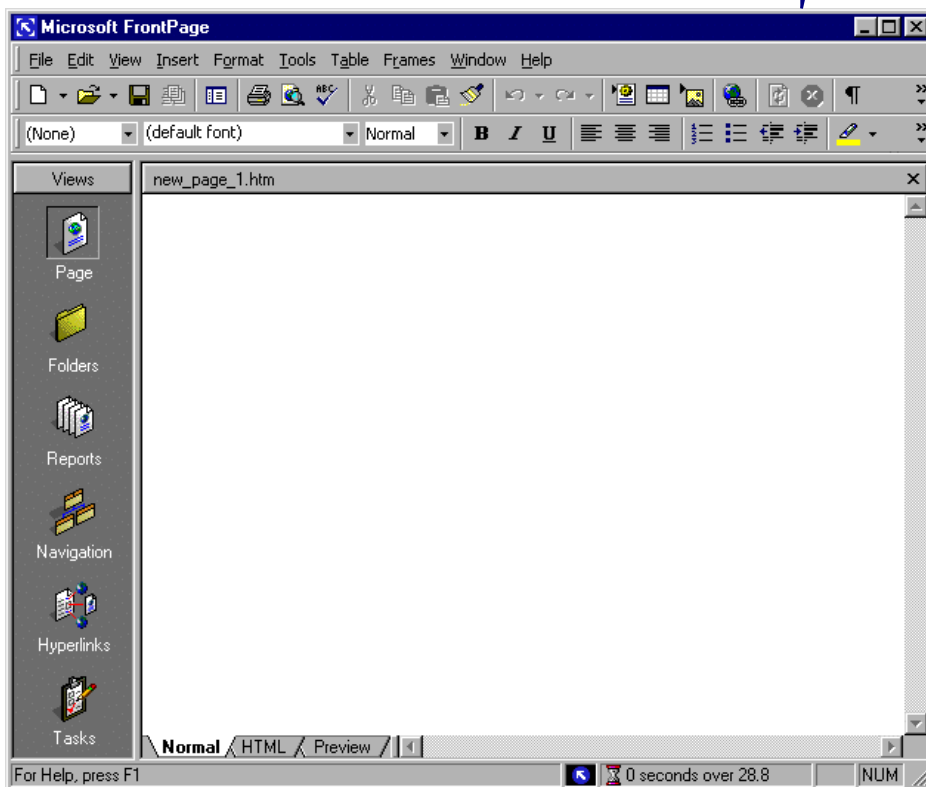 Microsoft FrontPage
File Edit View Insert Format Tools Table Frames Window Help
ABC ¶
(None) (default font) Normal B I U
Views new_page_1.htm
Page
Folders
Reports
Navigation
Hyperlinks
Tasks
Normal HTML Preview
For Help, press F1 0 seconds over 28.8 NUM